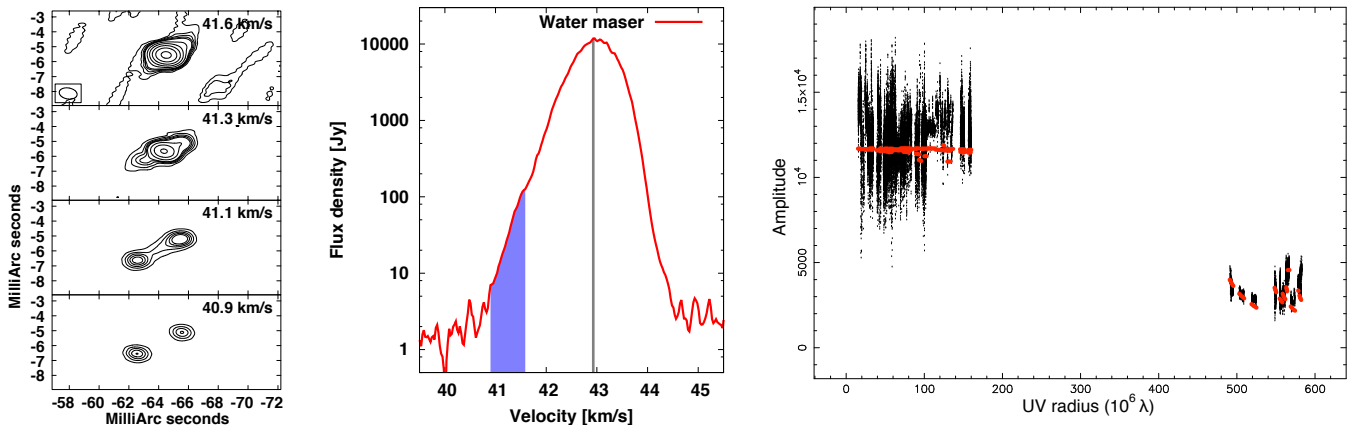 41.6 km/s
-3
-4
-5
-6
-7
-8
41.3 km/s
-3
-4
-5
-6
-7
-8
41.1 km/s
-3
-4
-5
-6
-7
-8
40.9 km/s
-3
-4
-5
-6
-7
-8
MilliArc seconds
-58 -60 -62 -64 -66 -68 -70 -72
MilliArc seconds
Water maser
10000
1000
100
10
1
Flux density [Jy]
40 41 42 43 44 45
Velocity [km/s]
1.5×10⁴
10⁴
5000
0
Amplitude
0 100 200 300 400 500 600
UV radius (10⁶ λ)